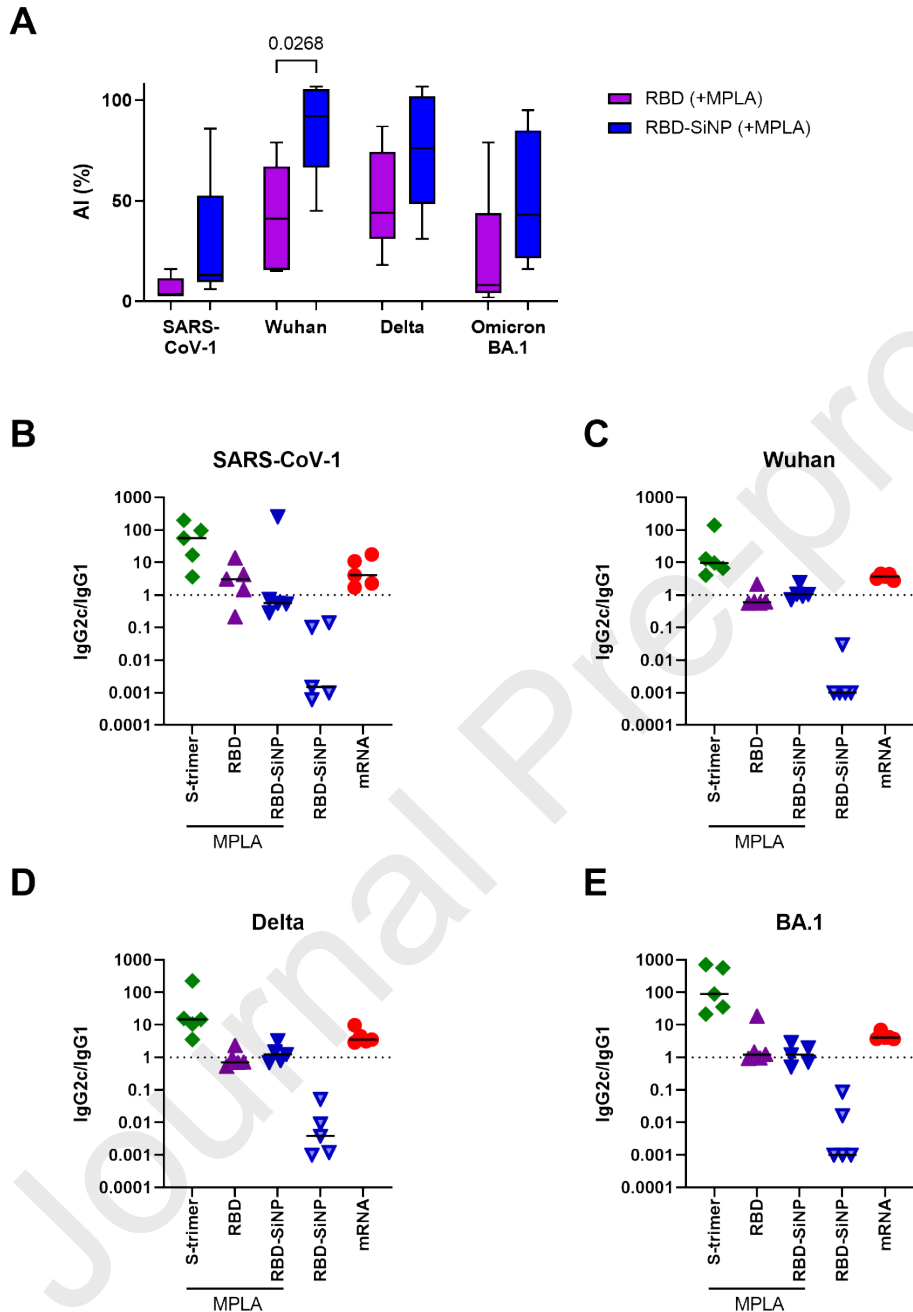 A
0.0268
100
50
0
AI (%)
SARS-
CoV-1
Wuhan
Delta
Omicron
BA.1
RBD (+MPLA)
RBD-SiNP (+MPLA)
B
SARS-CoV-1
1000
100
10
1
0.1
0.01
0.001
0.0001
IgG2c/IgG1
S-trimer
RBD
RBD-SiNP
RBD-SiNP
mRNA
MPLA
C
Wuhan
1000
100
10
1
0.1
0.01
0.001
0.0001
IgG2c/IgG1
S-trimer
RBD
RBD-SiNP
RBD-SiNP
mRNA
MPLA
D
Delta
1000
100
10
1
0.1
0.01
0.001
0.0001
IgG2c/IgG1
S-trimer
RBD
RBD-SiNP
RBD-SiNP
mRNA
MPLA
E
BA.1
1000
100
10
1
0.1
0.01
0.001
0.0001
IgG2c/IgG1
S-trimer
RBD
RBD-SiNP
RBD-SiNP
mRNA
MPLA
Journal Pre-pro